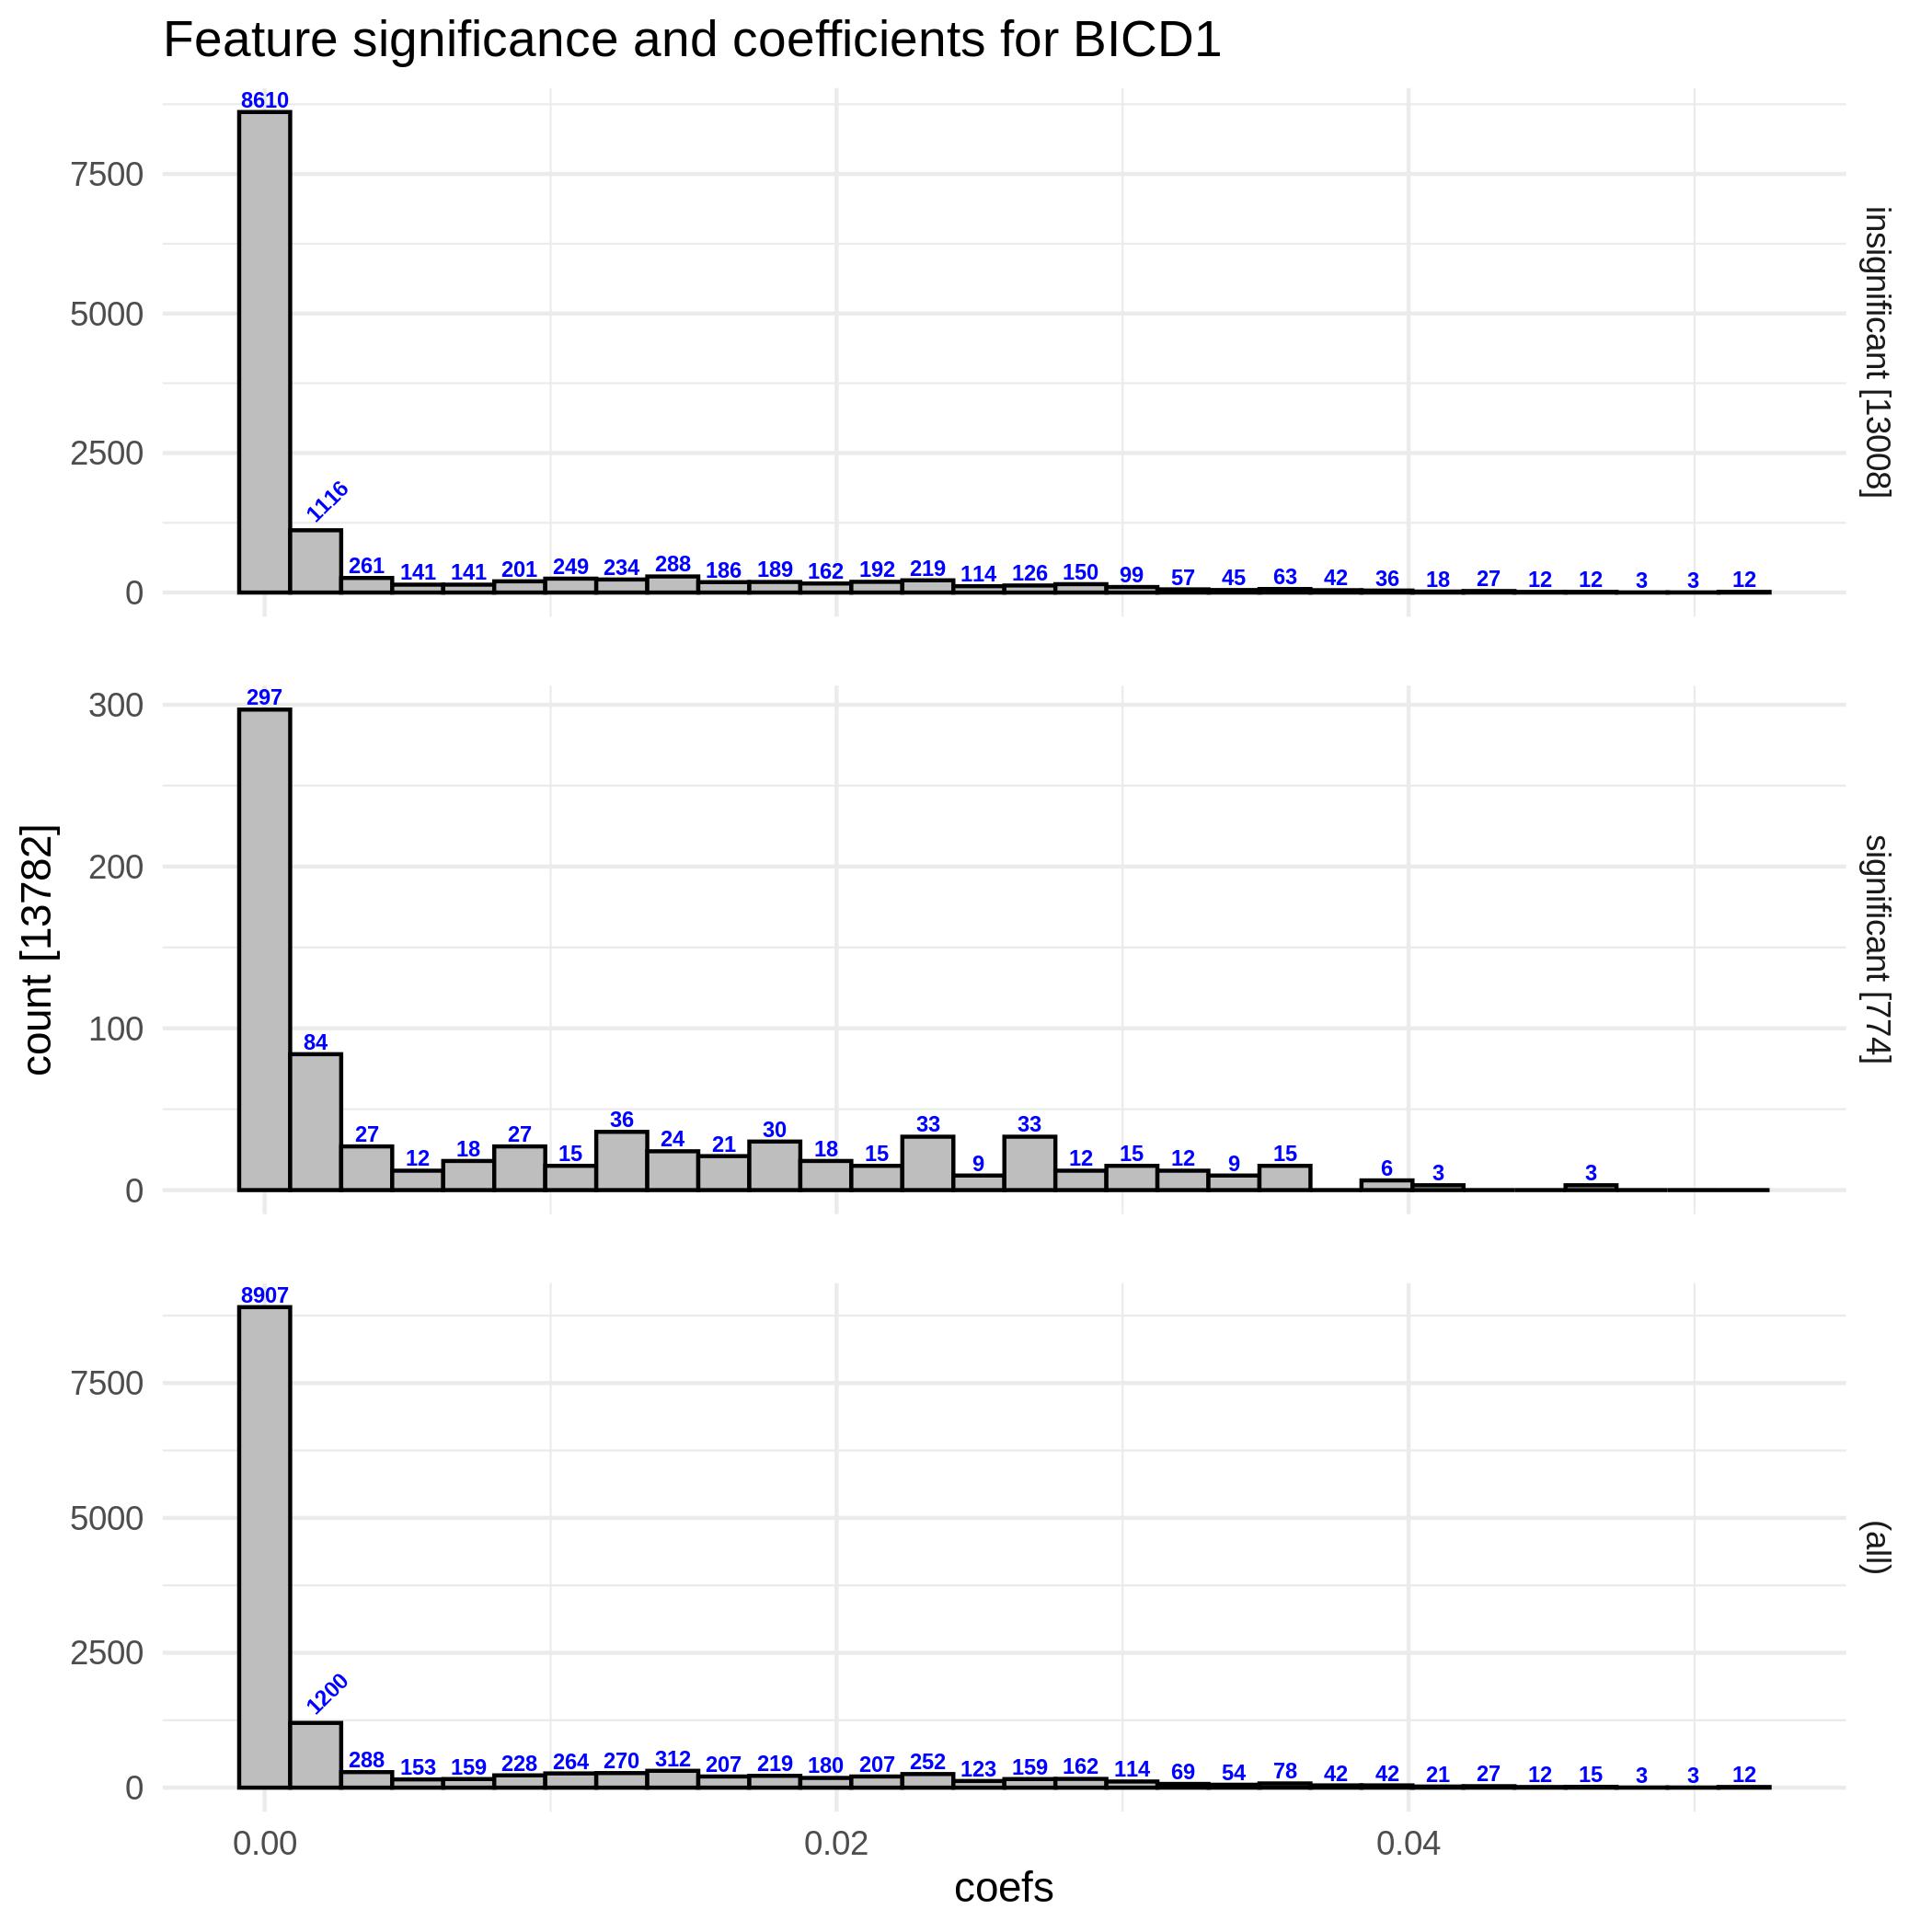 Feature significance and coefficients for BICD1
count [13782]
8610
1116
261 141 141 201 249 234 288 186 189 162 192 219 114 126 150 99 57 45 63 42 36 18 27 12 12 3 3 12
7500
5000
2500
0
insignificant [13008]
297
84
27 12 18 27 15 36 24 21 30 18 15 33 9 33 12 15 12 9 15 6 3 3
300
200
100
0
significant [774]
8907
1200
288 153 159 228 264 270 312 207 219 180 207 252 123 159 162 114 69 54 78 42 42 21 27 12 15 3 3 12
7500
5000
2500
0
(all)
0.00 0.02 0.04
coefs